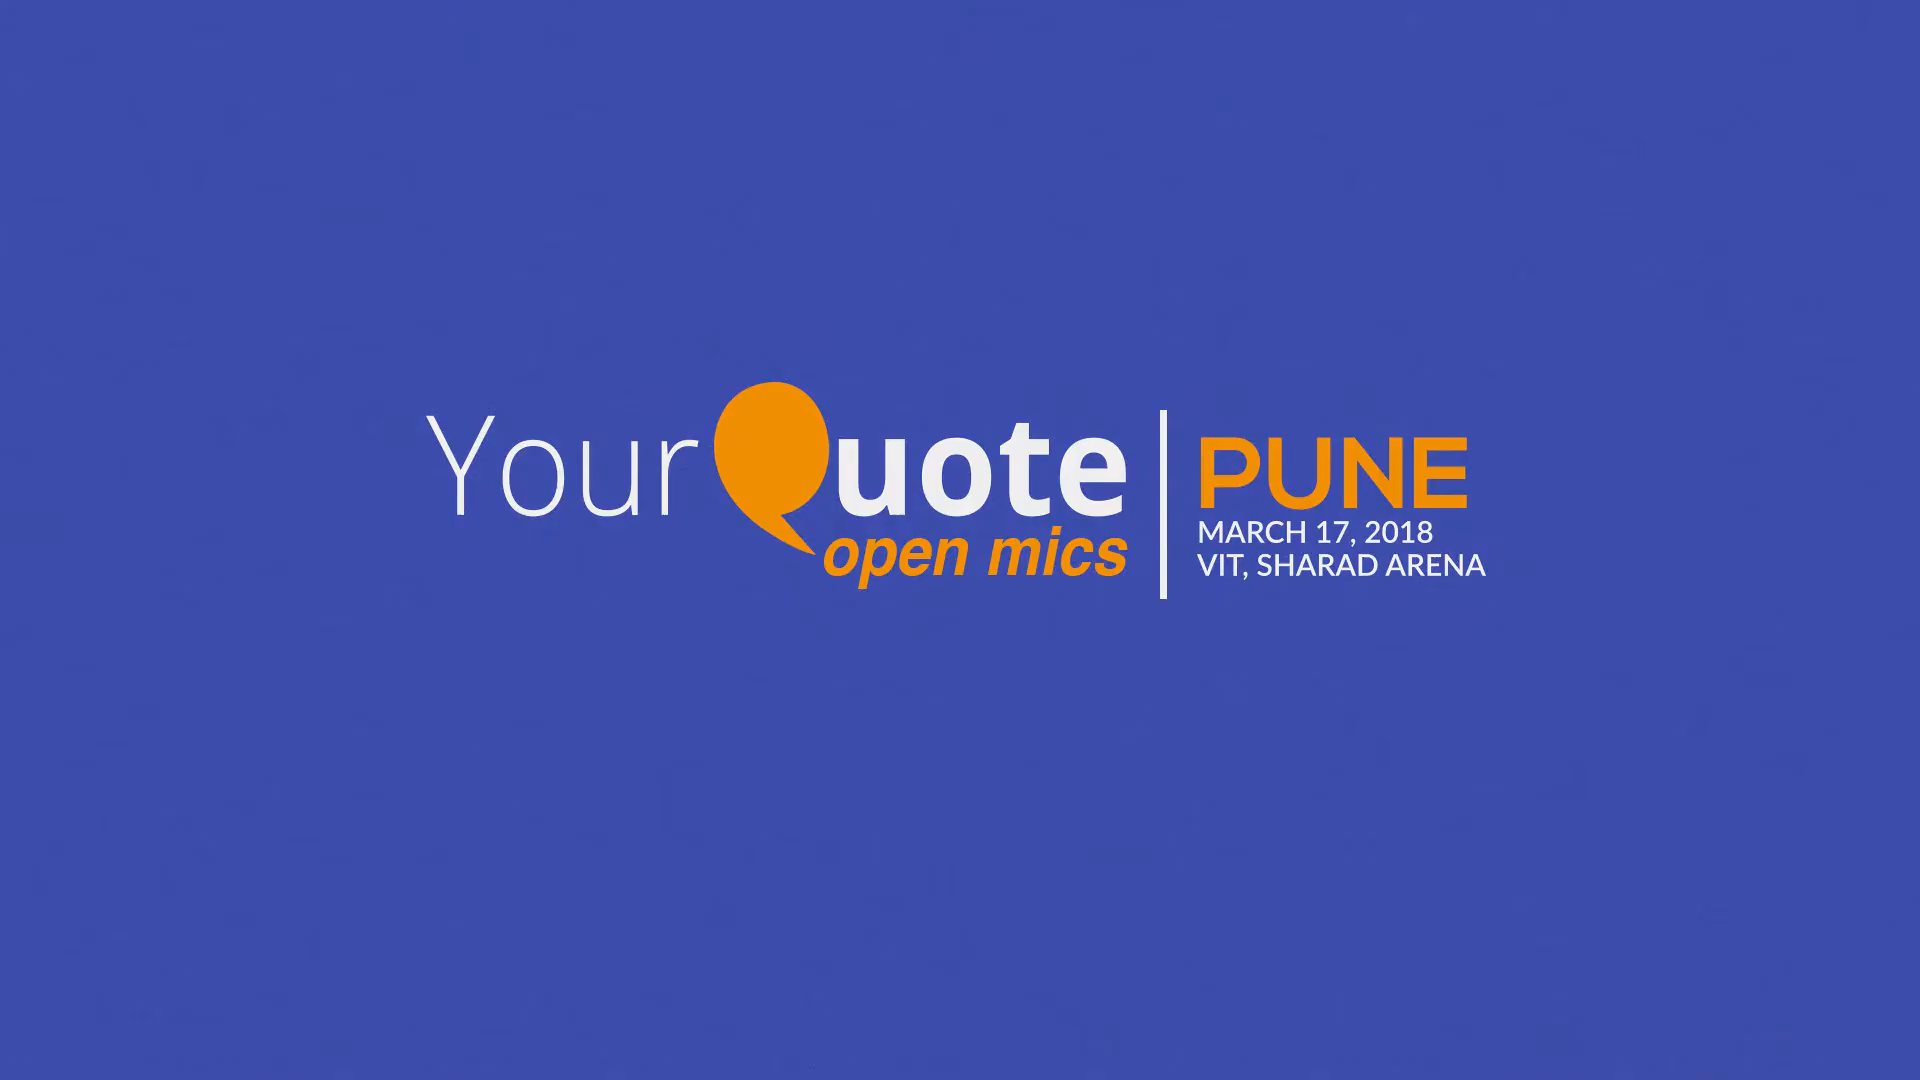 YourQuote
open mics
PUNE
MARCH 17, 2018
VIT, SHARAD ARENA